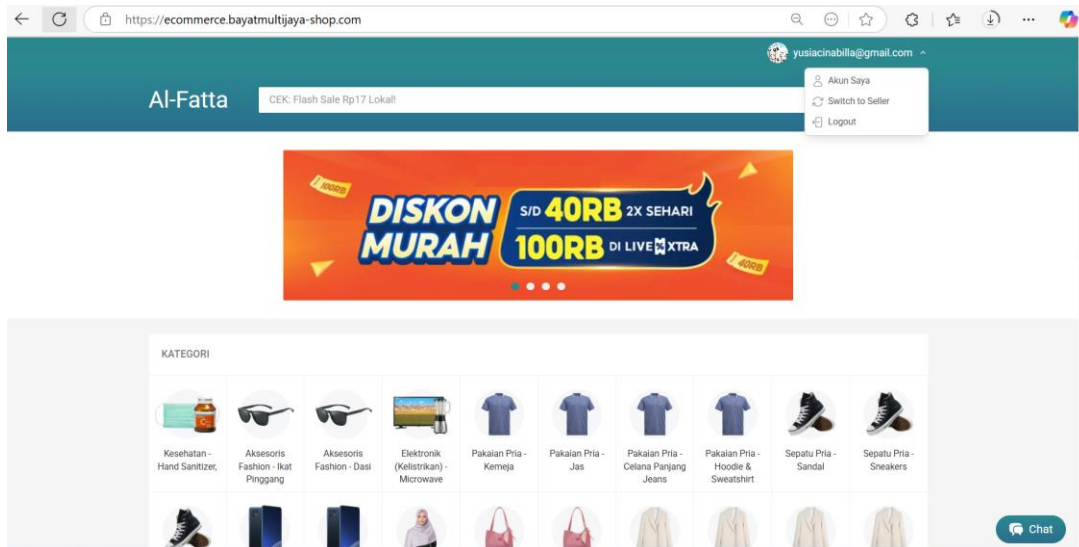 https://ecommerce.bayatmultijaya-shop.com
yusiacinabilla@gmail.com
Akun Saya
Switch to Seller
Logout
Al-Fatta
CEK: Flash Sale Rp17 Lokal!
100RB
DISKON MURAH
S/D 40RB 2X SEHARI
100RB DI LIVE XTRA
40RB
KATEGORI
Kesehatan - Hand Sanitizer,
Aksesoris Fashion - Ikat Pinggang
Aksesoris Fashion - Dasi
Elektronik (Kelistrikan) - Microwave
Pakaian Pria - Kemeja
Pakaian Pria - Jas
Pakaian Pria - Celana Panjang Jeans
Pakaian Pria - Hoodie & Sweatshirt
Sepatu Pria - Sandal
Sepatu Pria - Sneakers
Chat